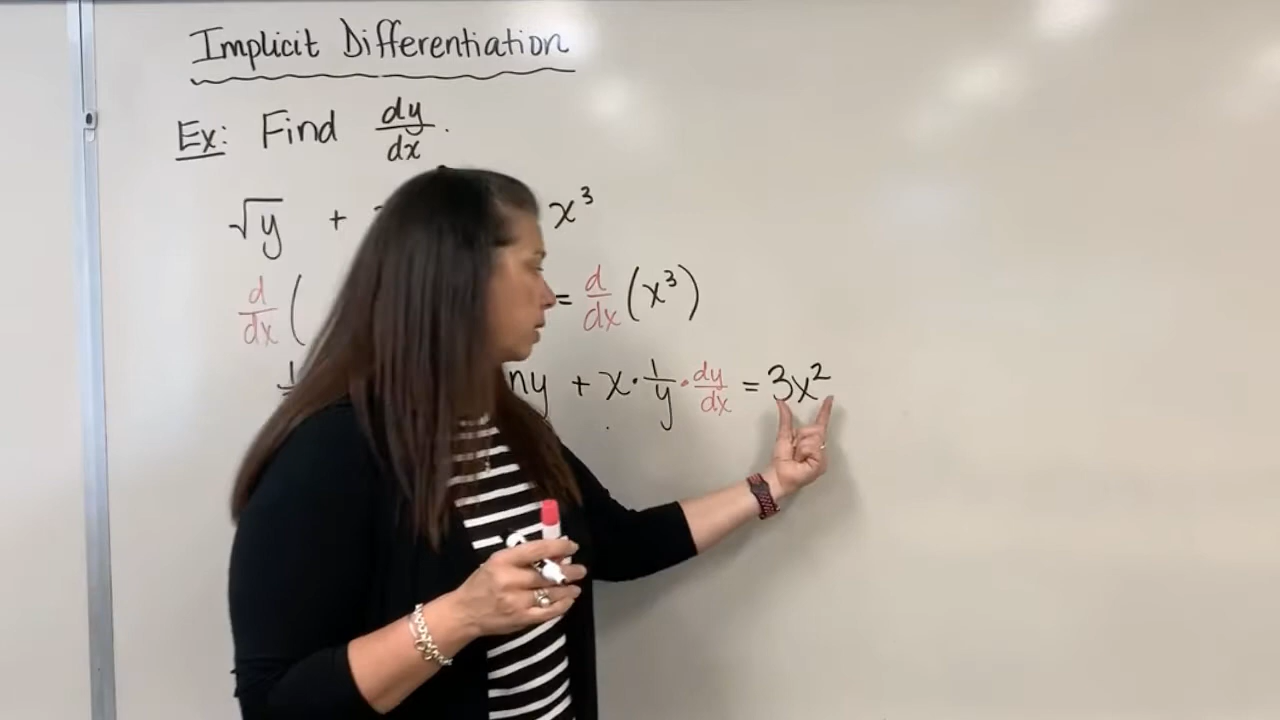 Implicit Differentiation
Ex: Find dy/dx.
√y + x³
d/dx ( = d/dx (x³)
ny + x · 1/y · dy/dx = 3x²